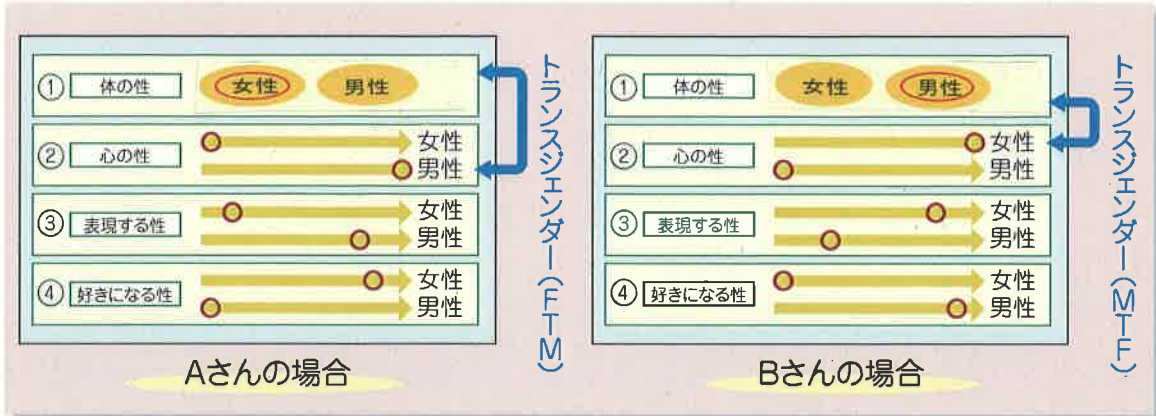 ① 体の性 女性 男性
② 心の性 女性
男性
③ 表現する性 女性
男性
④ 好きになる性 女性
男性
トランスジェンダー(FTM)
Aさんの場合
① 体の性 女性 男性
② 心の性 女性
男性
③ 表現する性 女性
男性
④ 好きになる性 女性
男性
トランスジェンダー(MTF)
Bさんの場合